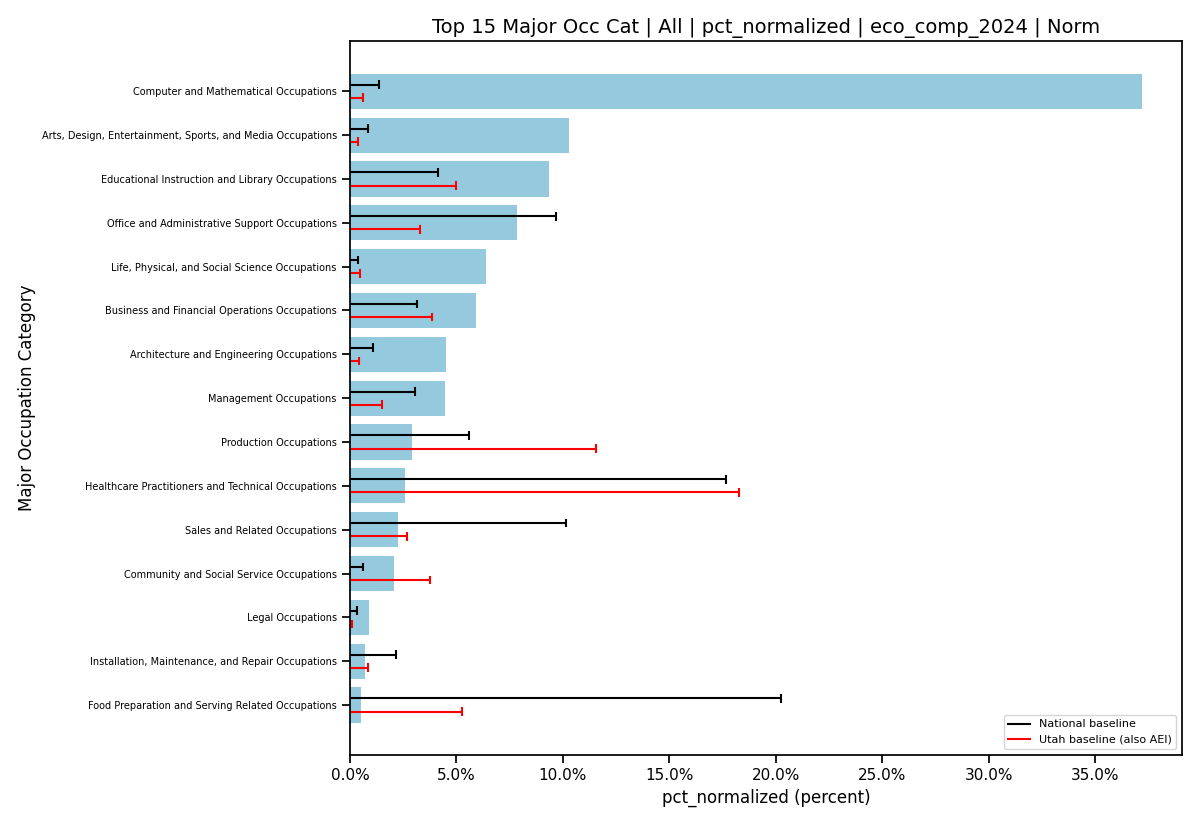 Top 15 Major Occ Cat | All | pct_normalized | eco_comp_2024 | Norm
Major Occupation Category
Computer and Mathematical Occupations
Arts, Design, Entertainment, Sports, and Media Occupations
Educational Instruction and Library Occupations
Office and Administrative Support Occupations
Life, Physical, and Social Science Occupations
Business and Financial Operations Occupations
Architecture and Engineering Occupations
Management Occupations
Production Occupations
Healthcare Practitioners and Technical Occupations
Sales and Related Occupations
Community and Social Service Occupations
Legal Occupations
Installation, Maintenance, and Repair Occupations
Food Preparation and Serving Related Occupations
National baseline
Utah baseline (also AEI)
0.0% 5.0% 10.0% 15.0% 20.0% 25.0% 30.0% 35.0%
pct_normalized (percent)